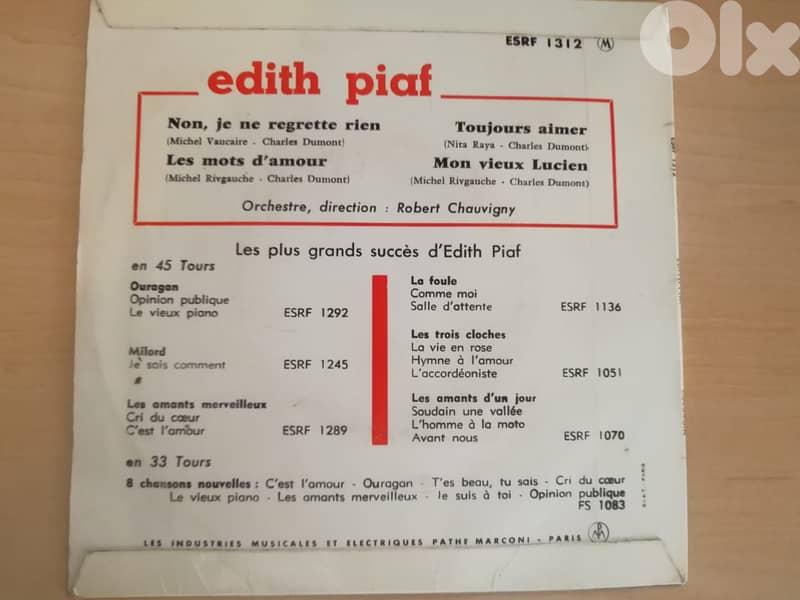 Olx
ESRF 1312 M
edith piaf
Non, je ne regrette rien
(Michel Vaucaire - Charles Dumont)
Les mots d'amour
(Michel Rivgauche - Charles Dumont)
Toujours aimer
(Nita Raya - Charles Dumont)
Mon vieux Lucien
(Michel Rivgauche - Charles Dumont)
Orchestre, direction : Robert Chauvigny
Les plus grands succès d'Edith Piaf
en 45 Tours
Ouragan
Opinion publique
Le vieux piano ESRF 1292
Milord
Je sais comment ESRF 1245
Les amants merveilleux
Cri du cœur
C'est l'amour ESRF 1289
La foule
Comme moi
Salle d'attente ESRF 1136
Les trois cloches
La vie en rose
Hymne à l'amour
L'accordéoniste ESRF 1051
Les amants d'un jour
Soudain une vallée
L'homme à la moto
Avant nous ESRF 1070
en 33 Tours
8 chansons nouvelles : C'est l'amour - Ouragan - T'es beau, tu sais - Cri du cœur
Le vieux piano - Les amants merveilleux - Je suis à toi - Opinion publique
FS 1083
LES INDUSTRIES MUSICALES ET ELECTRIQUES PATHE MARCONI - PARIS